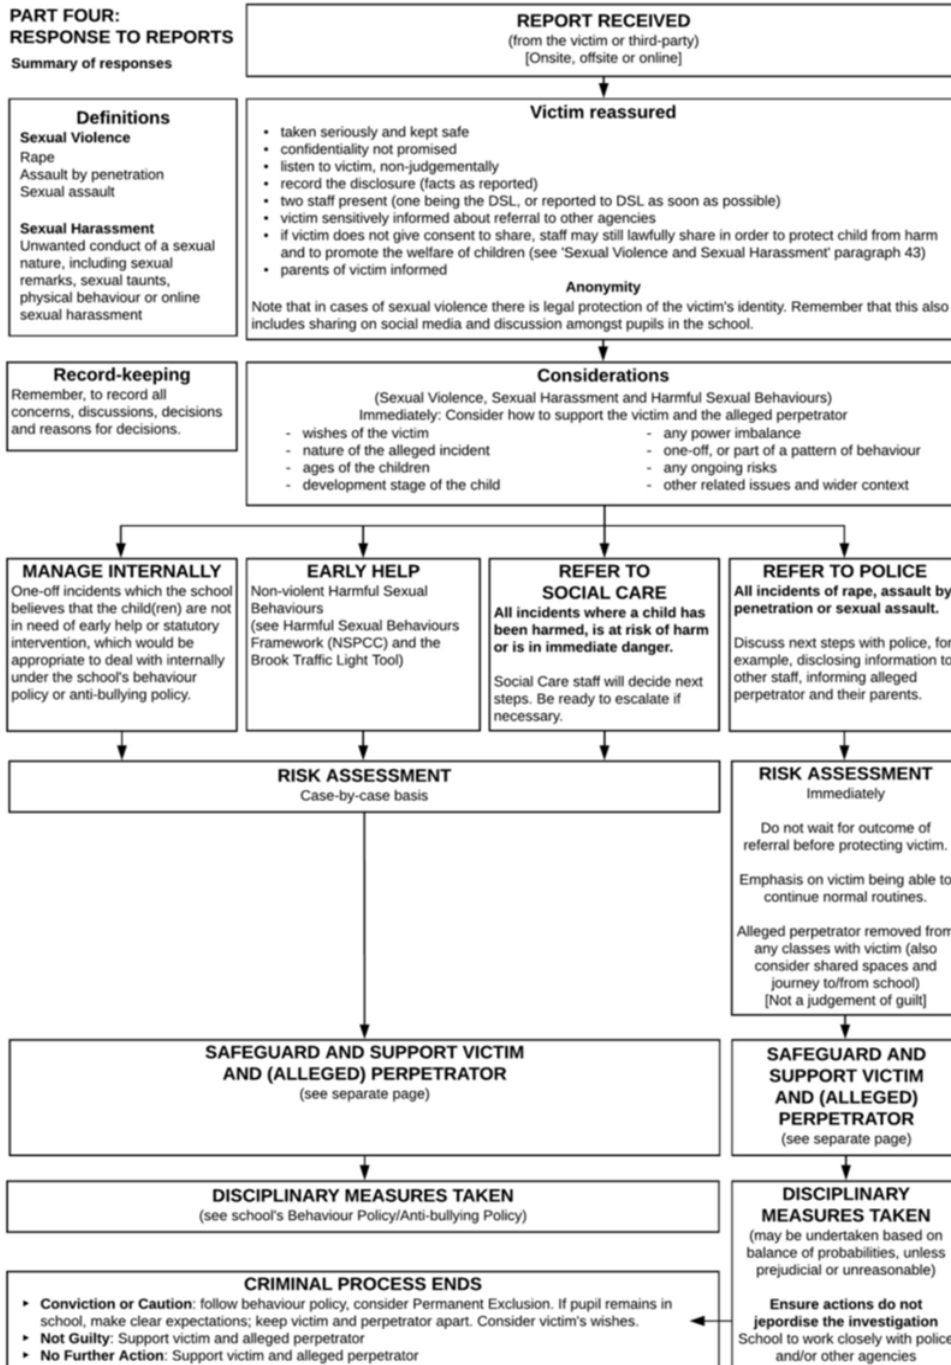 PART FOUR:
RESPONSE TO REPORTS
Summary of responses
REPORT RECEIVED
(from the victim or third-party)
[Onsite, offsite or online]
Definitions
Sexual Violence
Rape
Assault by penetration
Sexual assault
Sexual Harassment
Unwanted conduct of a sexual
nature, including sexual
remarks, sexual taunts,
physical behaviour or online
sexual harassment
Victim reassured
• taken seriously and kept safe
• confidentiality not promised
• listen to victim, non-judgementally
• record the disclosure (facts as reported)
• two staff present (one being the DSL, or reported to DSL as soon as possible)
• victim sensitively informed about referral to other agencies
• if victim does not give consent to share, staff may still lawfully share in order to protect child from harm
and to promote the welfare of children (see 'Sexual Violence and Sexual Harassment' paragraph 43)
• parents of victim informed
Anonymity
Note that in cases of sexual violence there is legal protection of the victim's identity. Remember that this also
includes sharing on social media and discussion amongst pupils in the school.
Record-keeping
Remember, to record all
concerns, discussions, decisions
and reasons for decisions.
Considerations
(Sexual Violence, Sexual Harassment and Harmful Sexual Behaviours)
Immediately: Consider how to support the victim and the alleged perpetrator
- wishes of the victim
- nature of the alleged incident
- ages of the children
- development stage of the child
- any power imbalance
- one-off, or part of a pattern of behaviour
- any ongoing risks
- other related issues and wider context
MANAGE INTERNALLY
One-off incidents which the school
believes that the child(ren) are not
in need of early help or statutory
intervention, which would be
appropriate to deal with internally
under the school's behaviour
policy or anti-bullying policy.
EARLY HELP
Non-violent Harmful Sexual
Behaviours
(see Harmful Sexual Behaviours
Framework (NSPCC) and the
Brook Traffic Light Tool)
REFER TO
SOCIAL CARE
All incidents where a child has
been harmed, is at risk of harm
or is in immediate danger.
Social Care staff will decide next
steps. Be ready to escalate if
necessary.
REFER TO POLICE
All incidents of rape, assault by
penetration or sexual assault.
Discuss next steps with police, for
example, disclosing information to
other staff, informing alleged
perpetrator and their parents.
RISK ASSESSMENT
Case-by-case basis
RISK ASSESSMENT
Immediately
Do not wait for outcome of
referral before protecting victim.
Emphasis on victim being able to
continue normal routines.
Alleged perpetrator removed from
any classes with victim (also
consider shared spaces and
journey to/from school)
[Not a judgement of guilt]
SAFEGUARD AND SUPPORT VICTIM
AND (ALLEGED) PERPETRATOR
(see separate page)
SAFEGUARD AND
SUPPORT VICTIM
AND (ALLEGED)
PERPETRATOR
(see separate page)
DISCIPLINARY MEASURES TAKEN
(see school's Behaviour Policy/Anti-bullying Policy)
DISCIPLINARY
MEASURES TAKEN
(may be undertaken based on
balance of probabilities, unless
prejudicial or unreasonable)
Ensure actions do not
jepordise the investigation
School to work closely with police
and/or other agencies
CRIMINAL PROCESS ENDS
‣ Conviction or Caution: follow behaviour policy, consider Permanent Exclusion. If pupil remains in
school, make clear expectations; keep victim and perpetrator apart. Consider victim's wishes.
‣ Not Guilty: Support victim and alleged perpetrator
‣ No Further Action: Support victim and alleged perpetrator